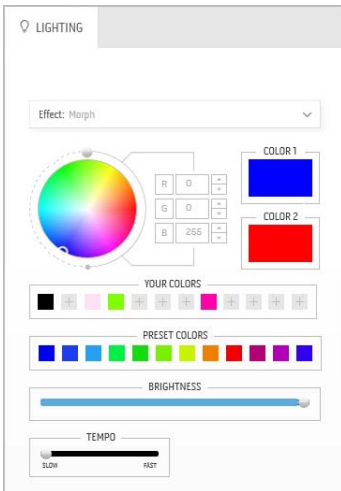 LIGHTING
Effect: Morph
COLOR 1
R 0
G 0
B 255
COLOR 2
YOUR COLORS
PRESET COLORS
BRIGHTNESS
TEMPO
SLOW FAST